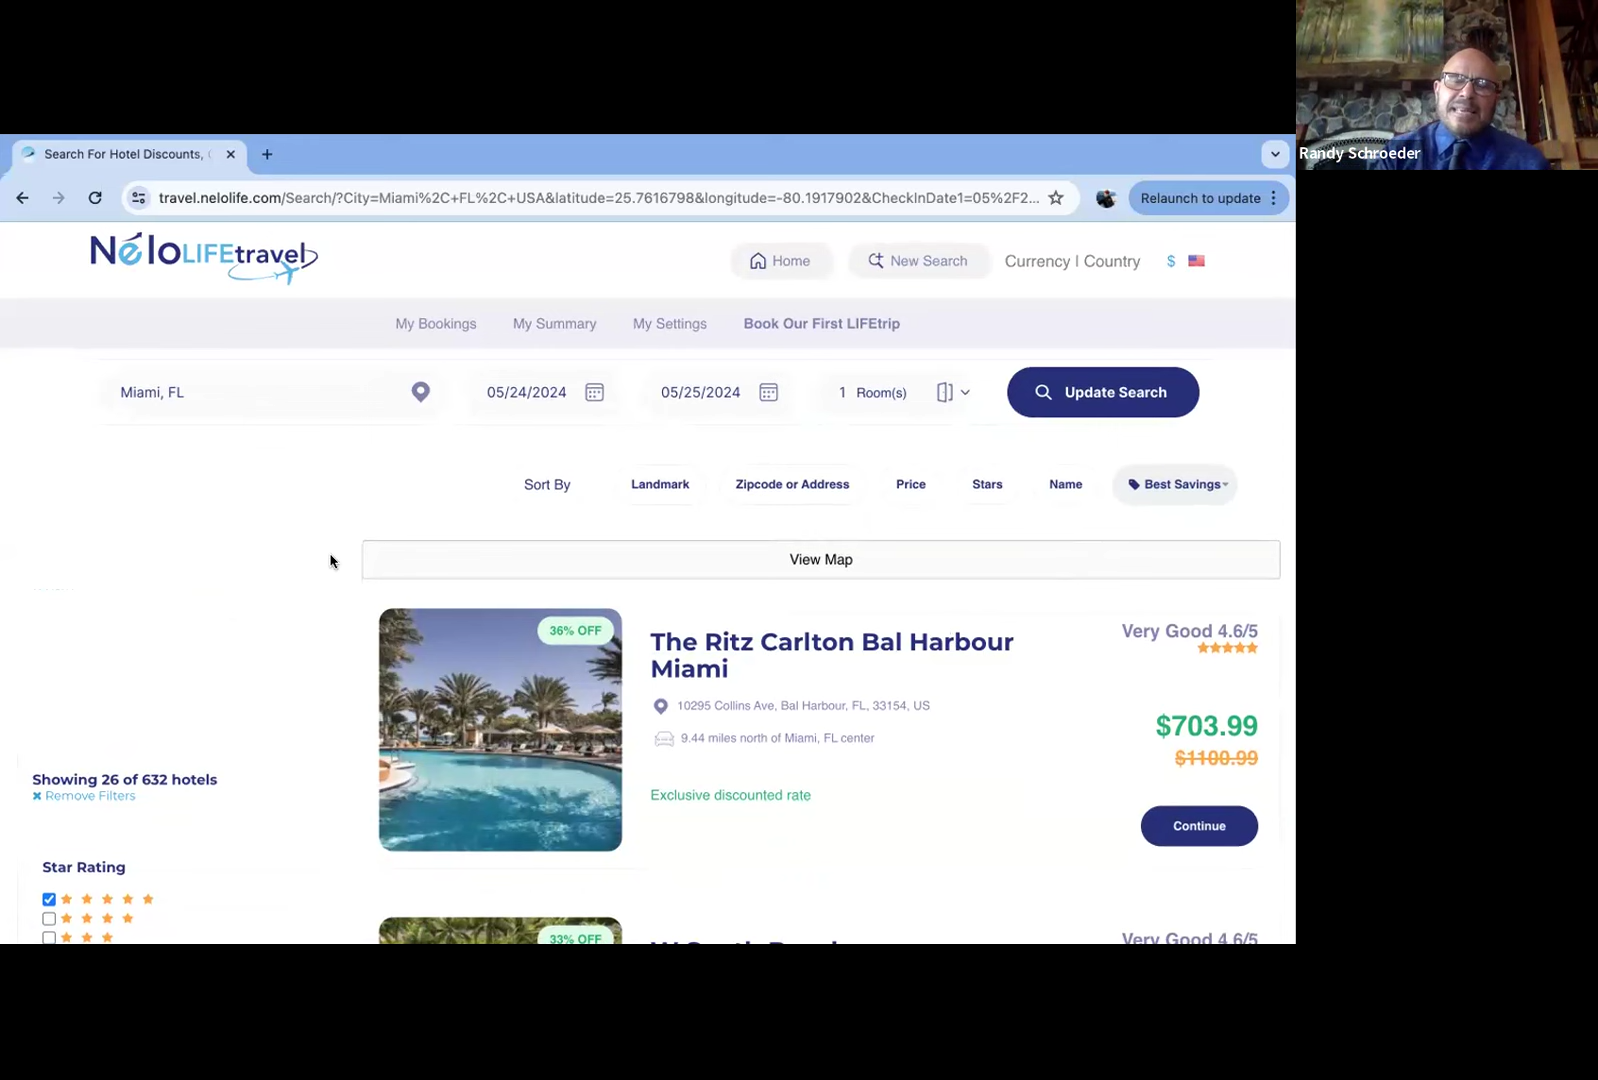 Randy Schroeder
Search For Hotel Discounts,
Relaunch to update
travel.nelolife.com/Search/?City=Miami%2C+FL%2C+USA&latitude=25.7616798&longitude=-80.1917902&CheckInDate1=05%2F2...
NéloLIFEtravel
Home
New Search
Currency | Country
$
My Bookings
My Summary
My Settings
Book Our First LIFEtrip
Miami, FL
05/24/2024
05/25/2024
1 Room(s)
Update Search
Sort By
Landmark
Zipcode or Address
Price
Stars
Name
Best Savings
View Map
36% OFF
The Ritz Carlton Bal Harbour
Miami
10295 Collins Ave, Bal Harbour, FL, 33154, US
9.44 miles north of Miami, FL center
Exclusive discounted rate
Very Good 4.6/5
$703.99
$1100.99
Continue
Showing 26 of 632 hotels
Remove Filters
Star Rating
33% OFF
Very Good 4.6/5